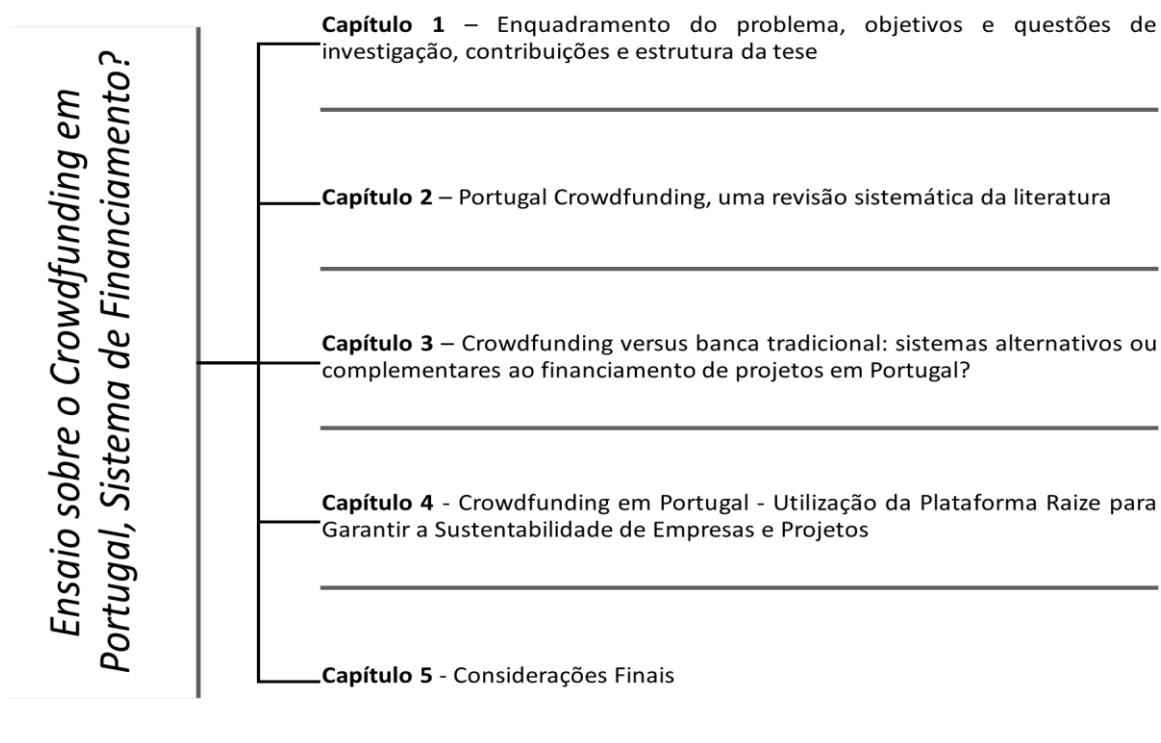 Ensaio sobre o Crowdfunding em
Portugal, Sistema de Financiamento?
Capítulo 1 – Enquadramento do problema, objetivos e questões de
investigação, contribuições e estrutura da tese
Capítulo 2 – Portugal Crowdfunding, uma revisão sistemática da literatura
Capítulo 3 – Crowdfunding versus banca tradicional: sistemas alternativos ou
complementares ao financiamento de projetos em Portugal?
Capítulo 4 - Crowdfunding em Portugal - Utilização da Plataforma Raize para
Garantir a Sustentabilidade de Empresas e Projetos
Capítulo 5 - Considerações Finais